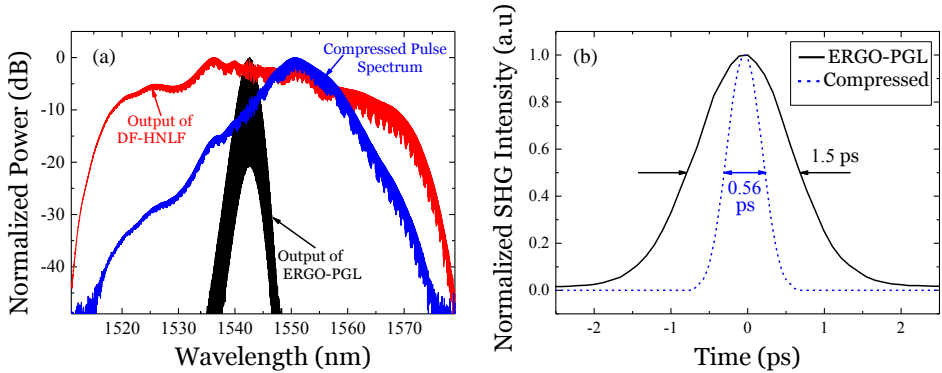 (a)
Compressed Pulse
Spectrum
Output of
DF-HNLF
Output of
ERGO-PGL
Normalized Power (dB)
0
-10
-20
-30
-40
1520 1530 1540 1550 1560 1570
Wavelength (nm)
(b)
ERGO-PGL
Compressed
1.5 ps
0.56
ps
Normalized SHG Intensity (a.u)
1.0
0.8
0.6
0.4
0.2
0.0
-2 -1 0 1 2
Time (ps)